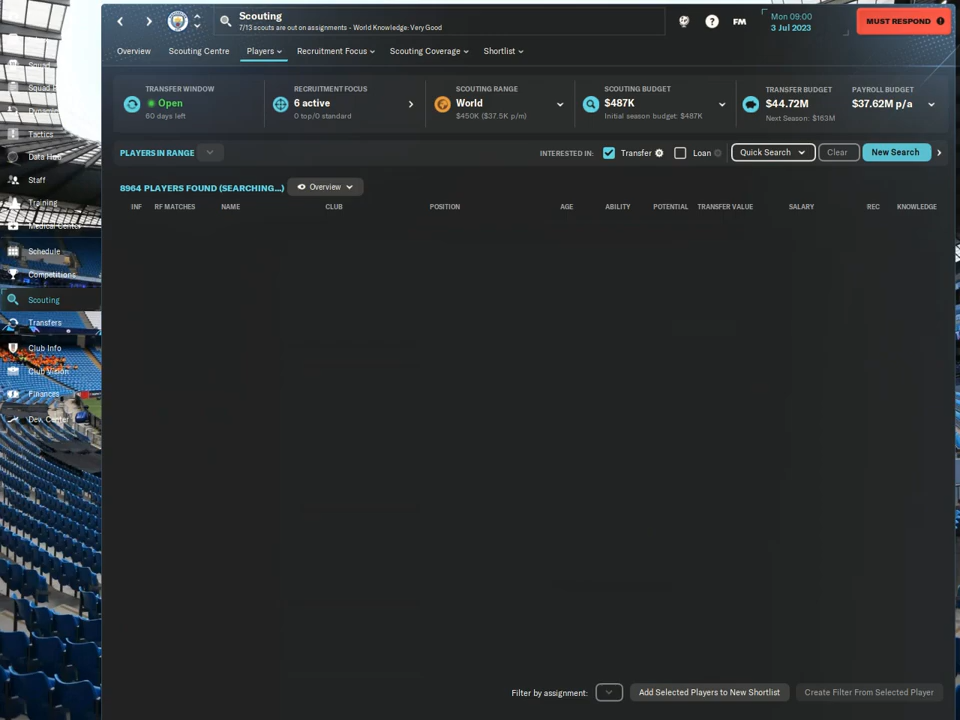 Scouting
7/13 scouts are out on assignments - World Knowledge: Very Good
?
FM
Mon 09:00
3 Jul 2023
MUST RESPOND
Overview
Scouting Centre
Players
Recruitment Focus
Scouting Coverage
Shortlist
TRANSFER WINDOW
Open
60 days left
RECRUITMENT FOCUS
6 active
0 top/0 standard
SCOUTING RANGE
World
$450K ($37.5K p/m)
SCOUTING BUDGET
$487K
Initial season budget: $487K
TRANSFER BUDGET
$44.72M
Next Season: $163M
PAYROLL BUDGET
$37.62M p/a
PLAYERS IN RANGE
INTERESTED IN:
Transfer
Loan
Quick Search
Clear
New Search
8964 PLAYERS FOUND (SEARCHING...)
Overview
INF
RF MATCHES
NAME
CLUB
POSITION
AGE
ABILITY
POTENTIAL
TRANSFER VALUE
SALARY
REC
KNOWLEDGE
Squad
Tactics
Data Hub
Staff
Training
Medical Center
Schedule
Competitions
Scouting
Transfers
Club Info
Club Vision
Finances
Dev. Center
Filter by assignment:
Add Selected Players to New Shortlist
Create Filter From Selected Player